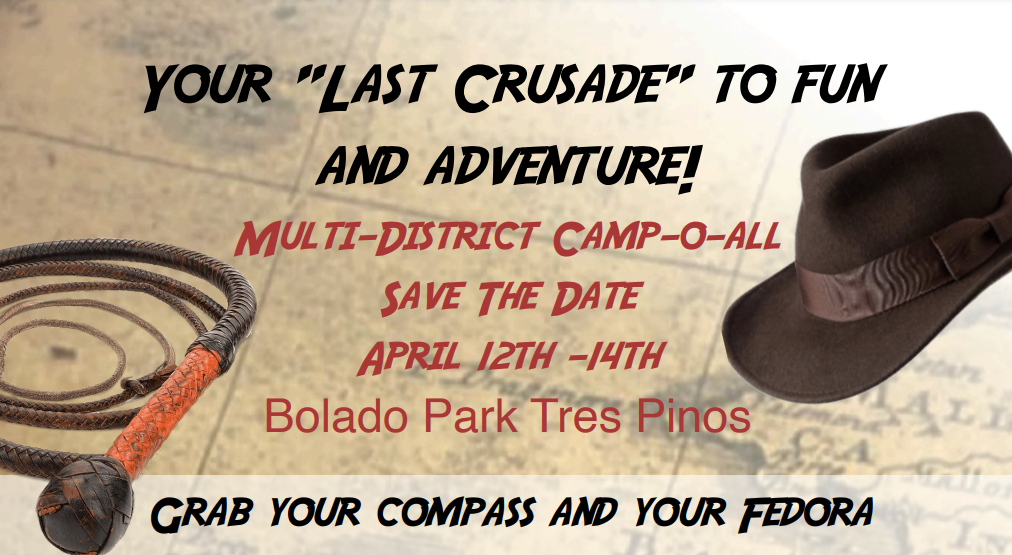 Your "Last Crusade" to fun
and adventure!
Multi-District Camp-o-all
Save The Date
April 12th -14th
Bolado Park Tres Pinos
Grab your compass and your Fedora